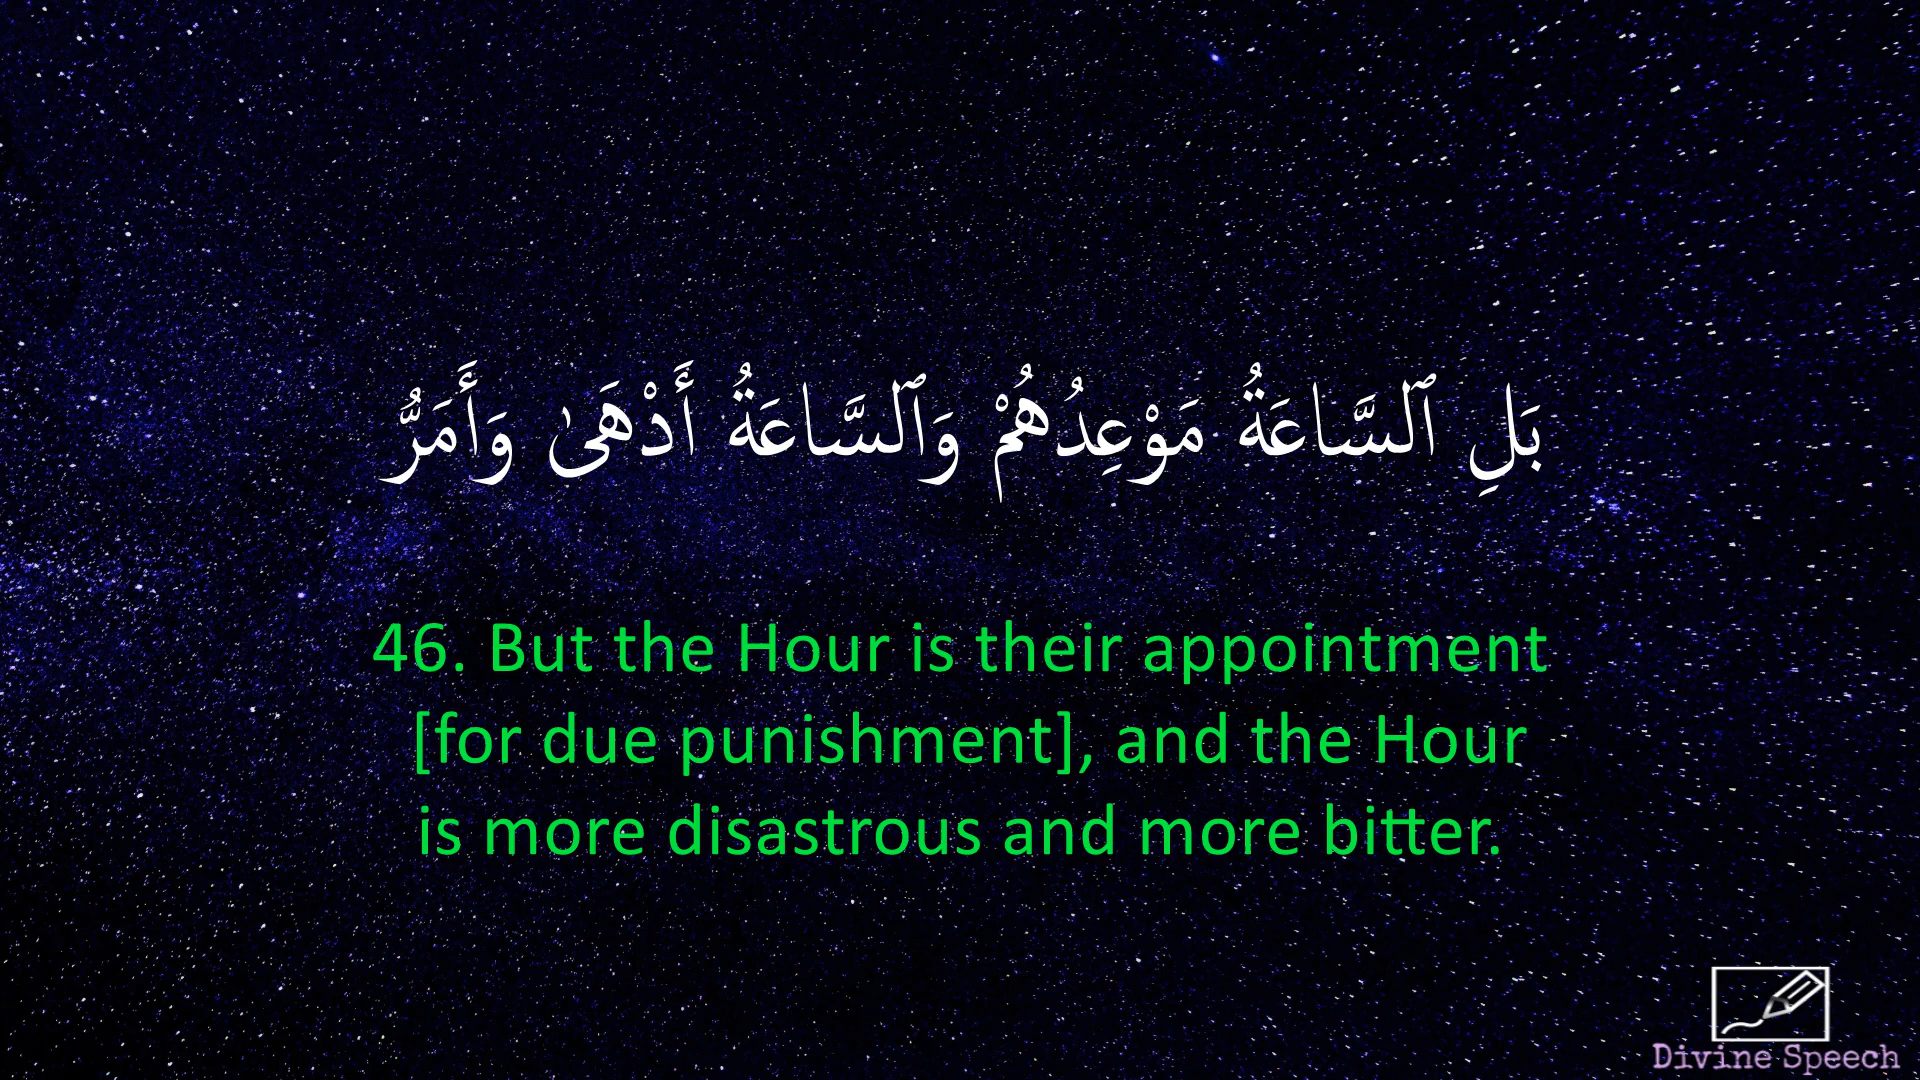 بَلِ ٱلسَّاعَةُ مَوْعِدُهُمْ وَٱلسَّاعَةُ أَدْهَىٰ وَأَمَرُّ
46. But the Hour is their appointment
[for due punishment], and the Hour
is more disastrous and more bitter.
Divine Speech